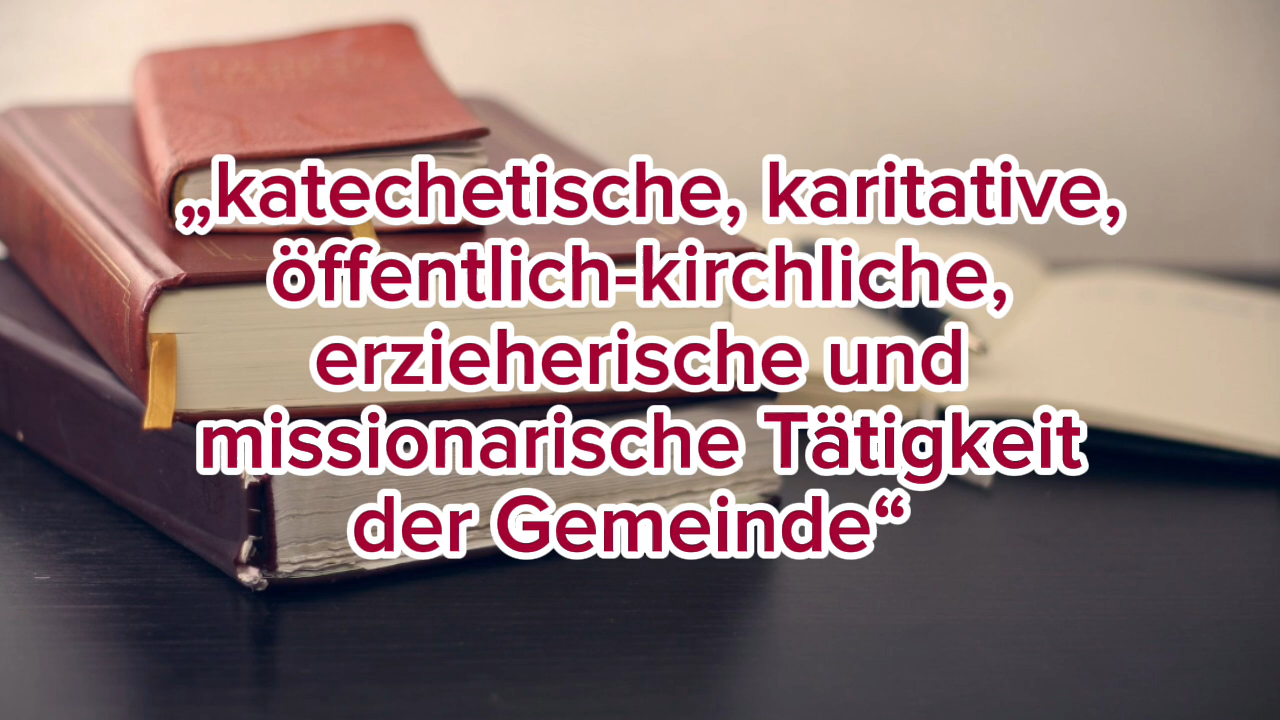 „katechetische, karitative,
öffentlich-kirchliche,
erzieherische und
missionarische Tätigkeit
der Gemeinde“